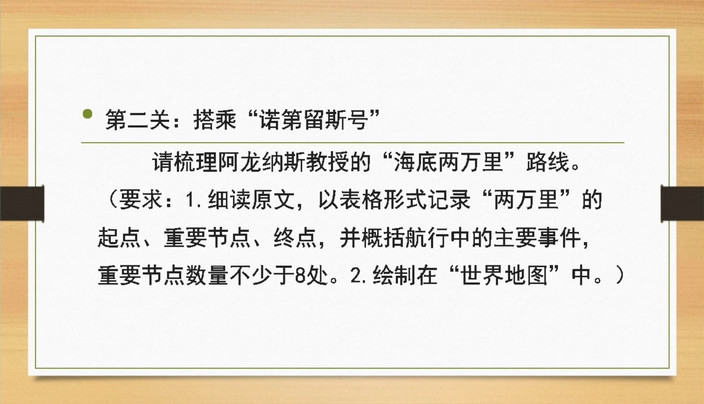 第二关：搭乘“诺第留斯号”
请梳理阿龙纳斯教授的“海底两万里”路线。
（要求：1.细读原文，以表格形式记录“两万里”的
起点、重要节点、终点，并概括航行中的主要事件，
重要节点数量不少于8处。2.绘制在“世界地图”中。）